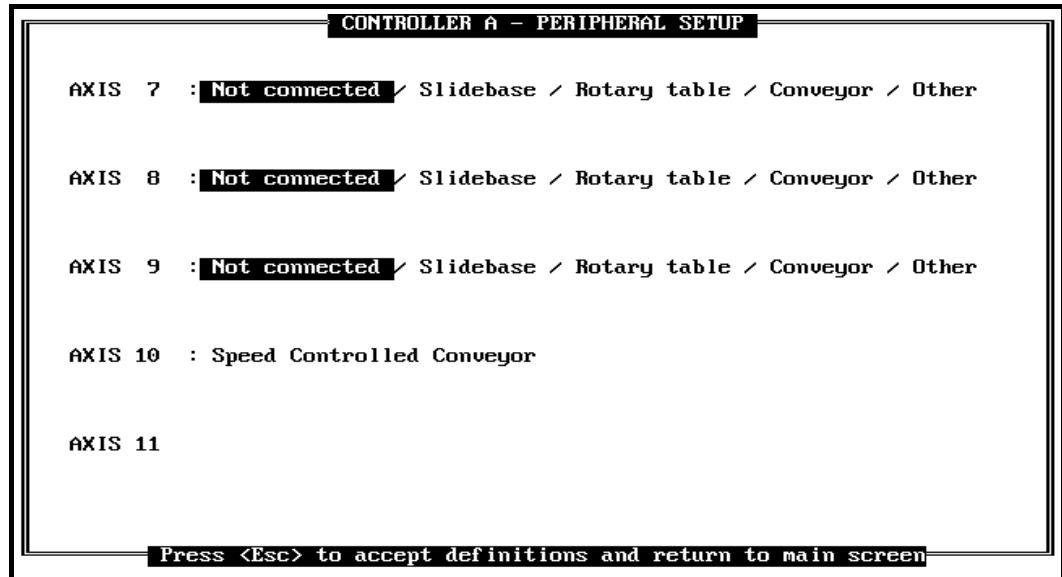 CONTROLLER A - PERIPHERAL SETUP
AXIS 7 : Not connected / Slidebase / Rotary table / Conveyor / Other
AXIS 8 : Not connected / Slidebase / Rotary table / Conveyor / Other
AXIS 9 : Not connected / Slidebase / Rotary table / Conveyor / Other
AXIS 10 : Speed Controlled Conveyor
AXIS 11
Press <Esc> to accept definitions and return to main screen